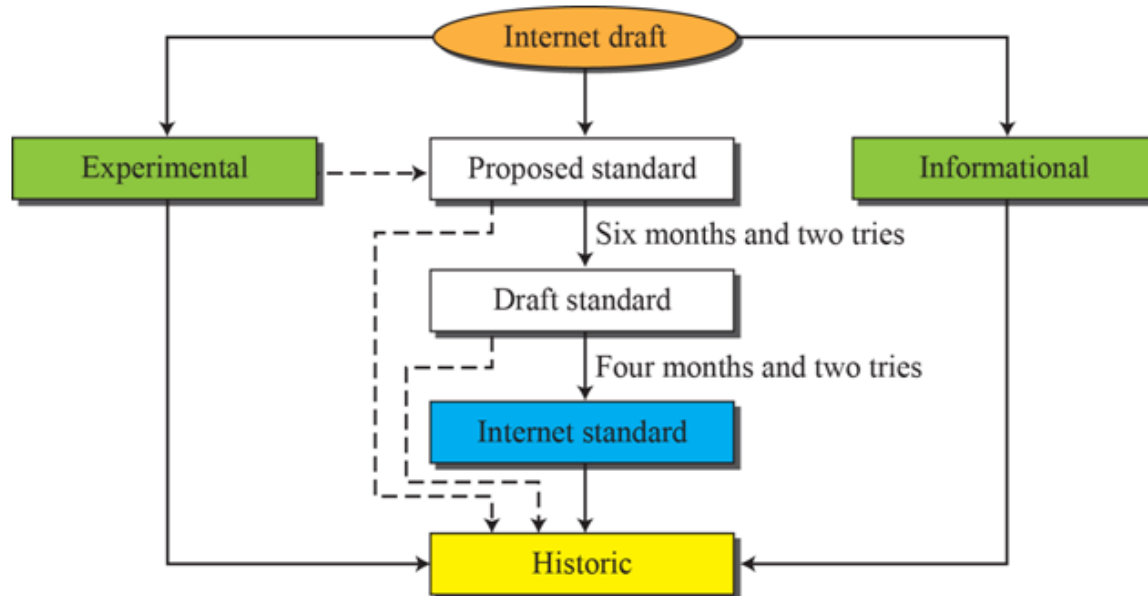 Internet draft
Experimental
Proposed standard
Informational
Six months and two tries
Draft standard
Four months and two tries
Internet standard
Historic